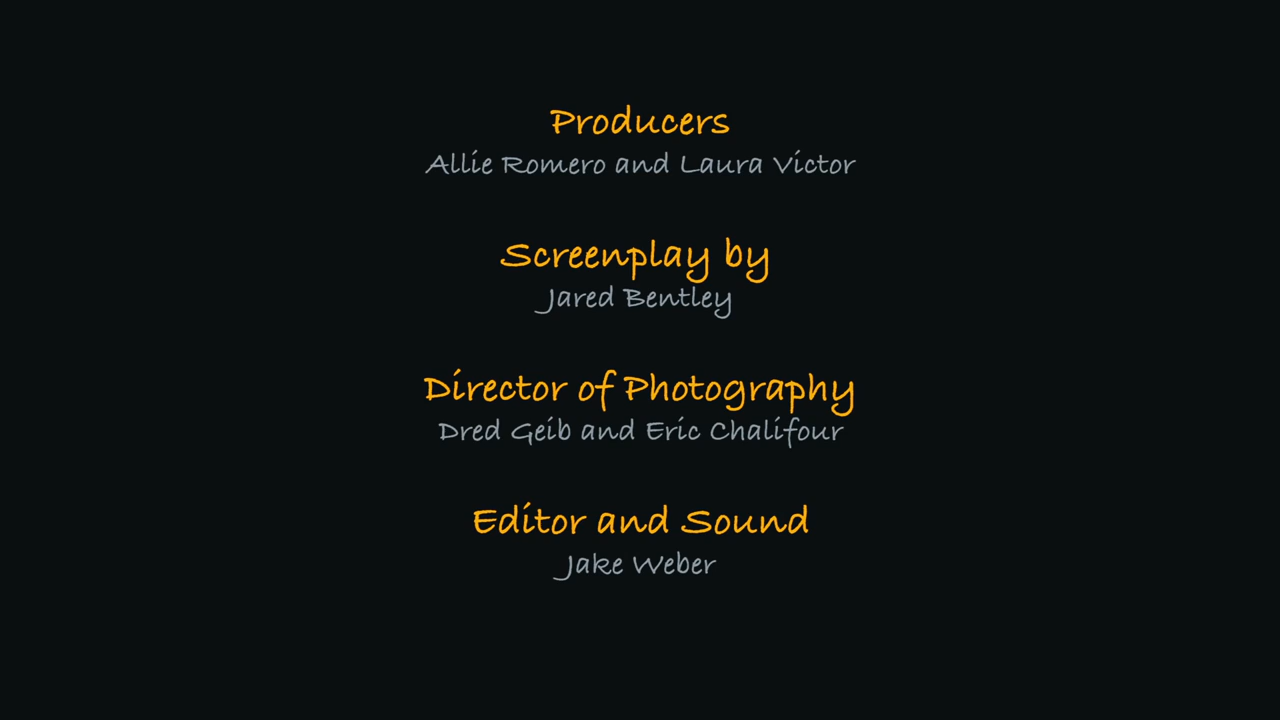 Producers
Allie Romero and Laura Victor
Screenplay by
Jared Bentley
Director of Photography
Dred Geib and Eric Chalifour
Editor and Sound
Jake Weber